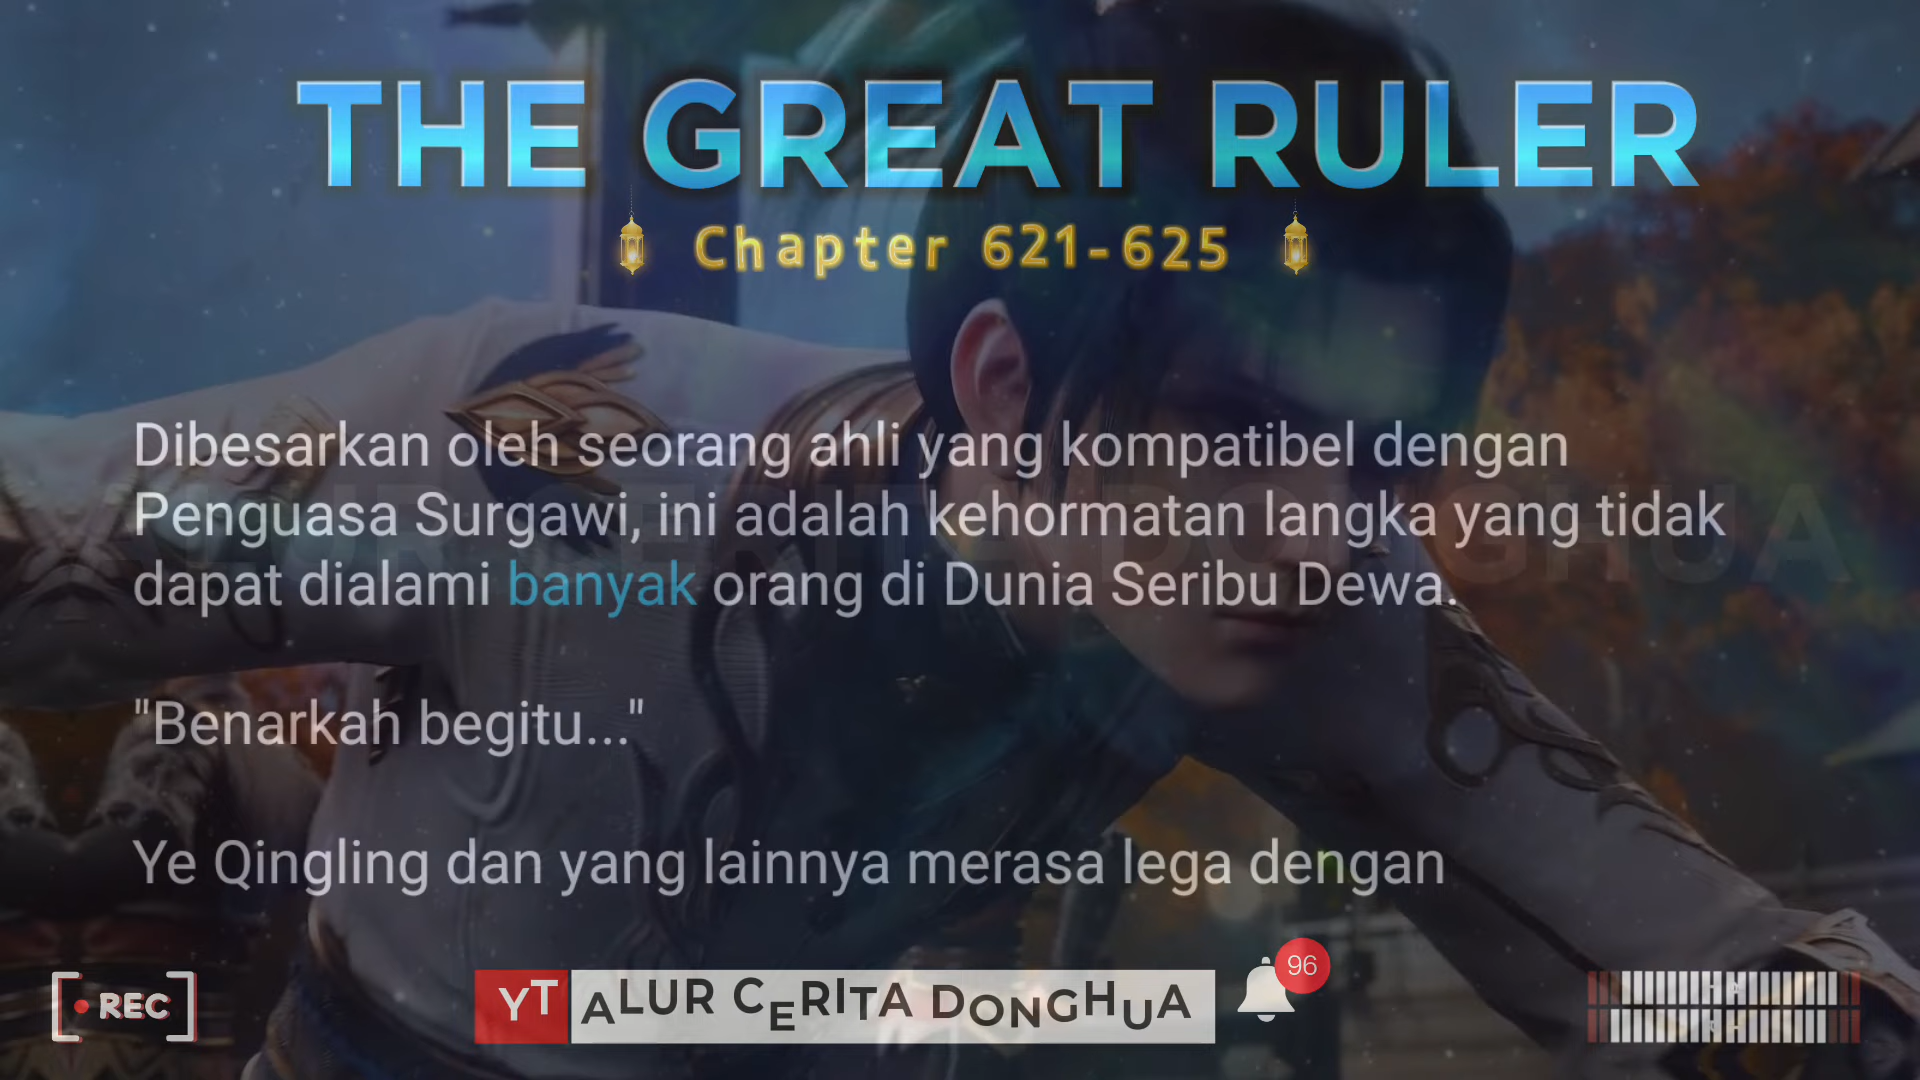 THE GREAT RULER
Chapter 621-625
Dibesarkan oleh seorang ahli yang kompatibel dengan
Penguasa Surgawi, ini adalah kehormatan langka yang tidak
dapat dialami banyak orang di Dunia Seribu Dewa.
"Benarkah begitu..."
Ye Qingling dan yang lainnya merasa lega dengan
REC
YT ALUR CERITA DONGHUA
96